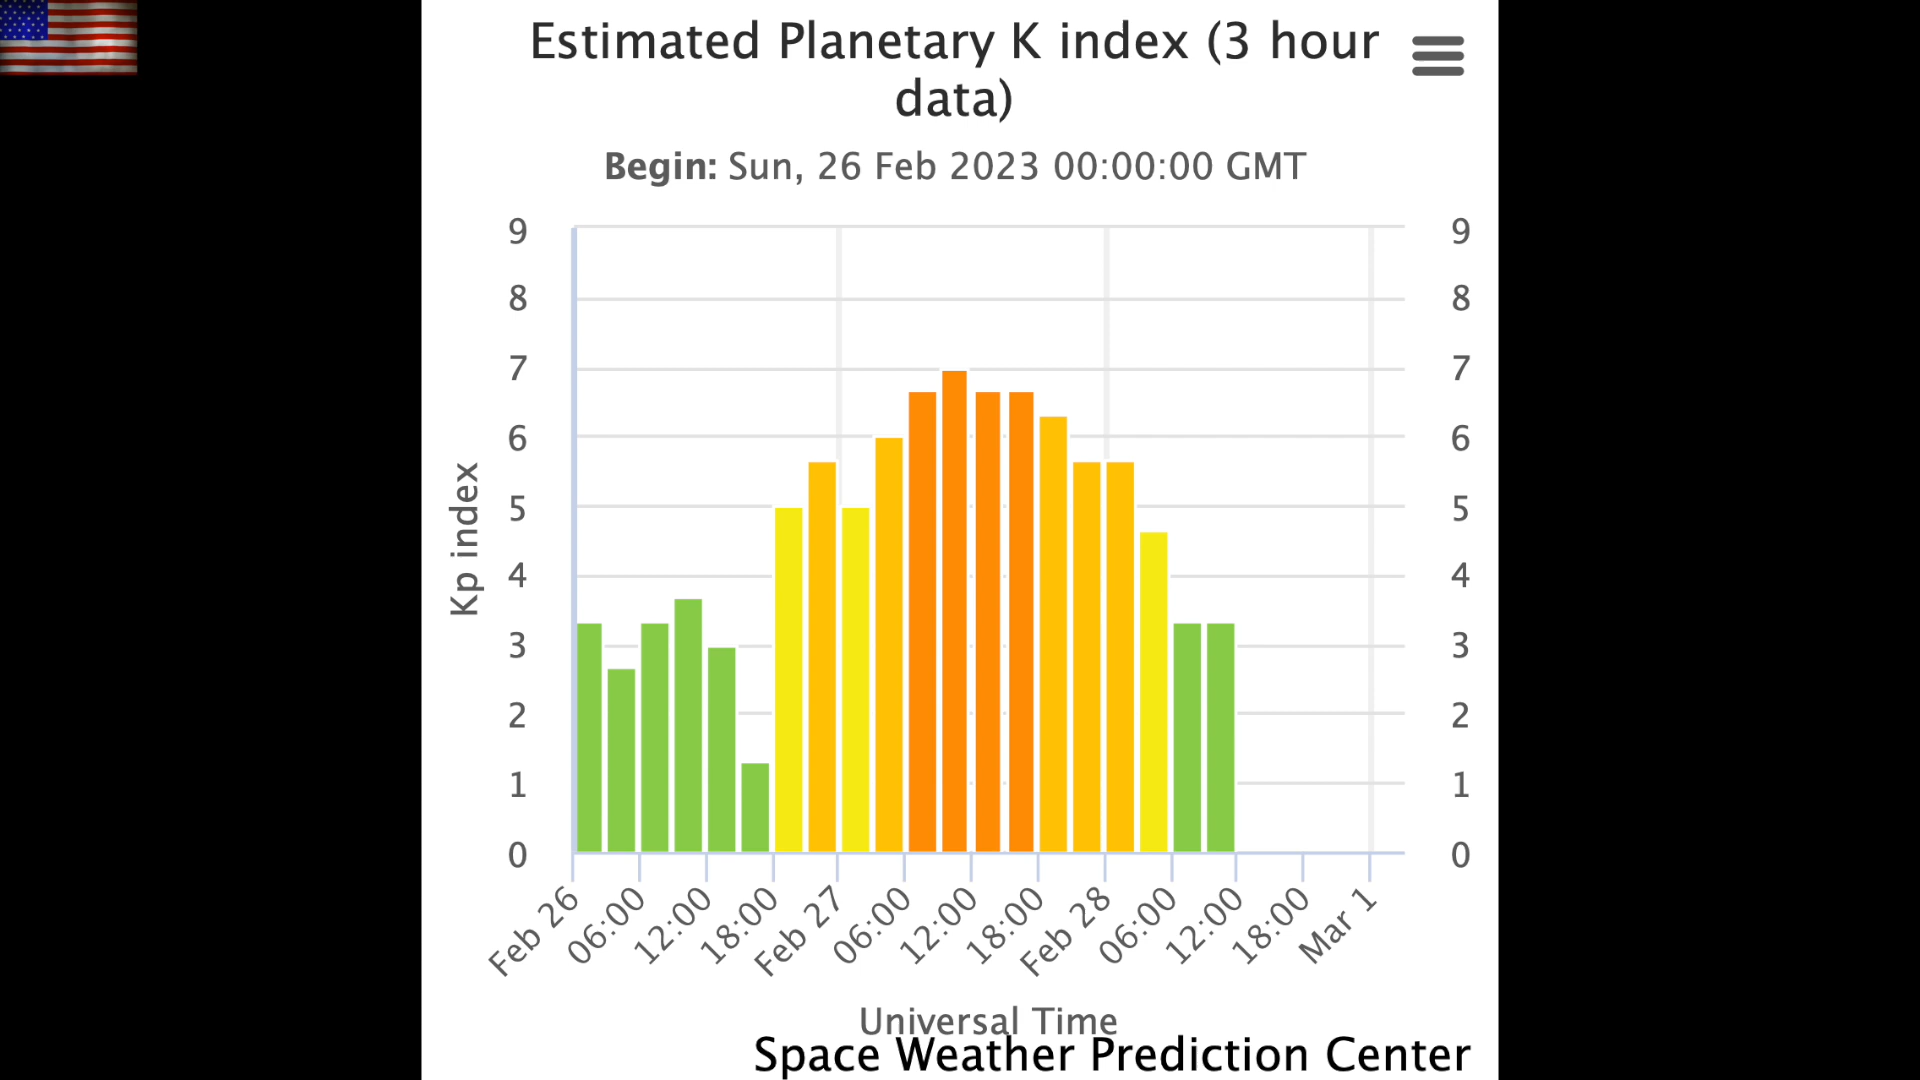 Estimated Planetary K index (3 hour
data)
Begin: Sun, 26 Feb 2023 00:00:00 GMT
9
8
7
6
5
4
3
2
1
0
Kp index
9
8
7
6
5
4
3
2
1
0
Feb 26
06:00
12:00
18:00
Feb 27
06:00
12:00
18:00
Feb 28
06:00
12:00
18:00
Mar 1
Universal Time
Space Weather Prediction Center